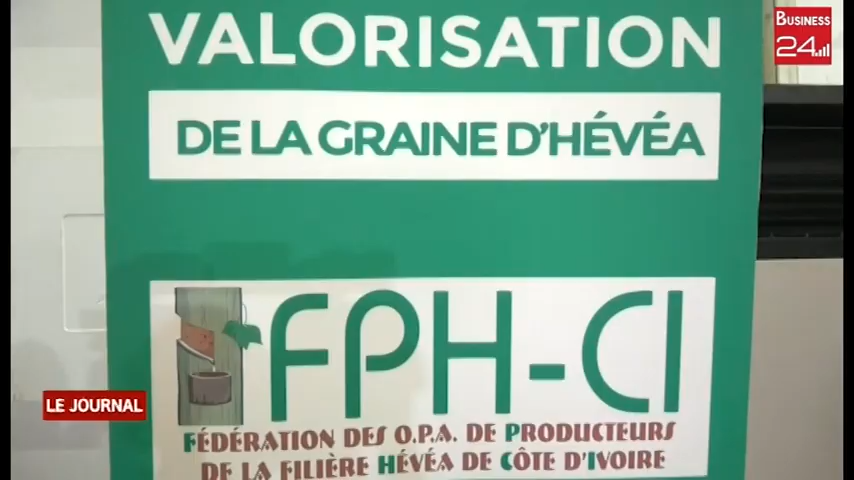 VALORISATION
BUSINESS
24
DE LA GRAINE D'HÉVÉA
FPH-CI
LE JOURNAL
FÉDÉRATION DES O.P.A. DE PRODUCTEURS
DE LA FILIÈRE HÉVÉA DE CÔTE D'IVOIRE